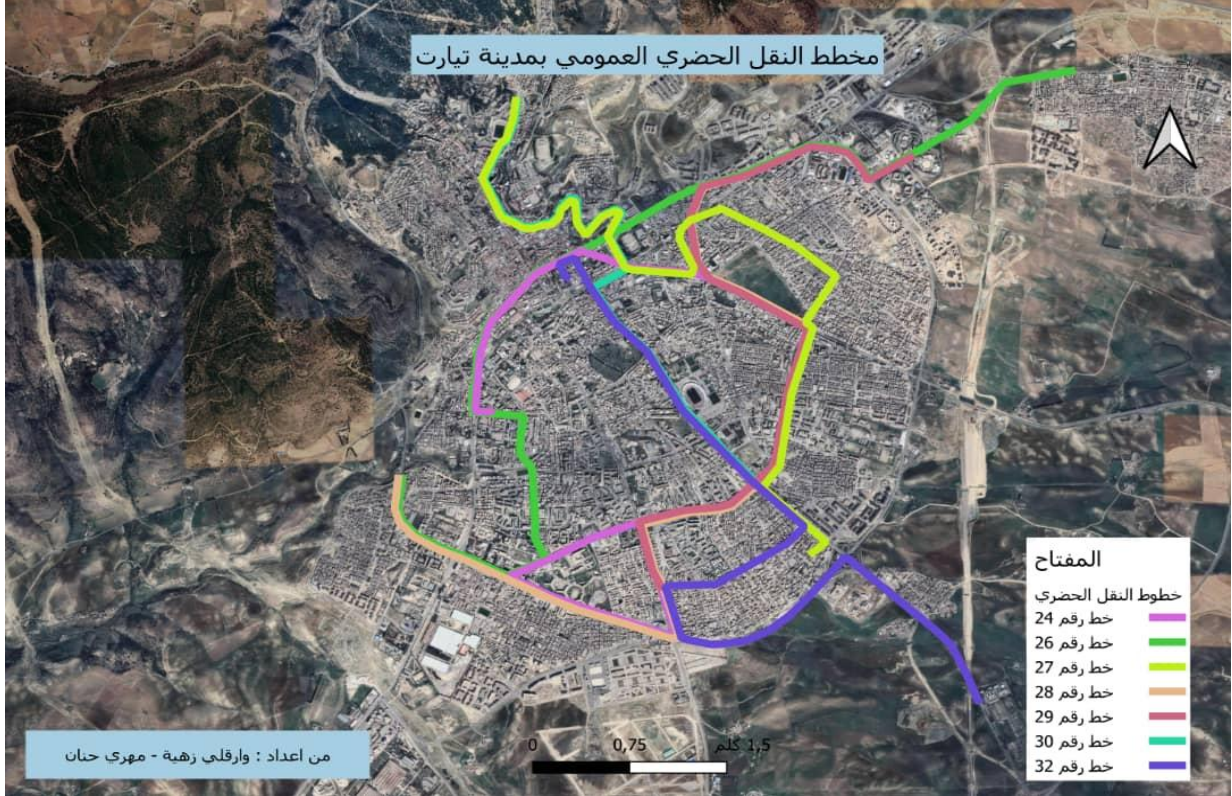 مخطط النقل الحضري العمومي بمدينة تيارت
المفتاح
خطوط النقل الحضري
خط رقم 24
خط رقم 26
خط رقم 27
خط رقم 28
خط رقم 29
خط رقم 30
خط رقم 32
0 0,75 1,5 كلم
من اعداد : وارقلي زهية - مهري حنان